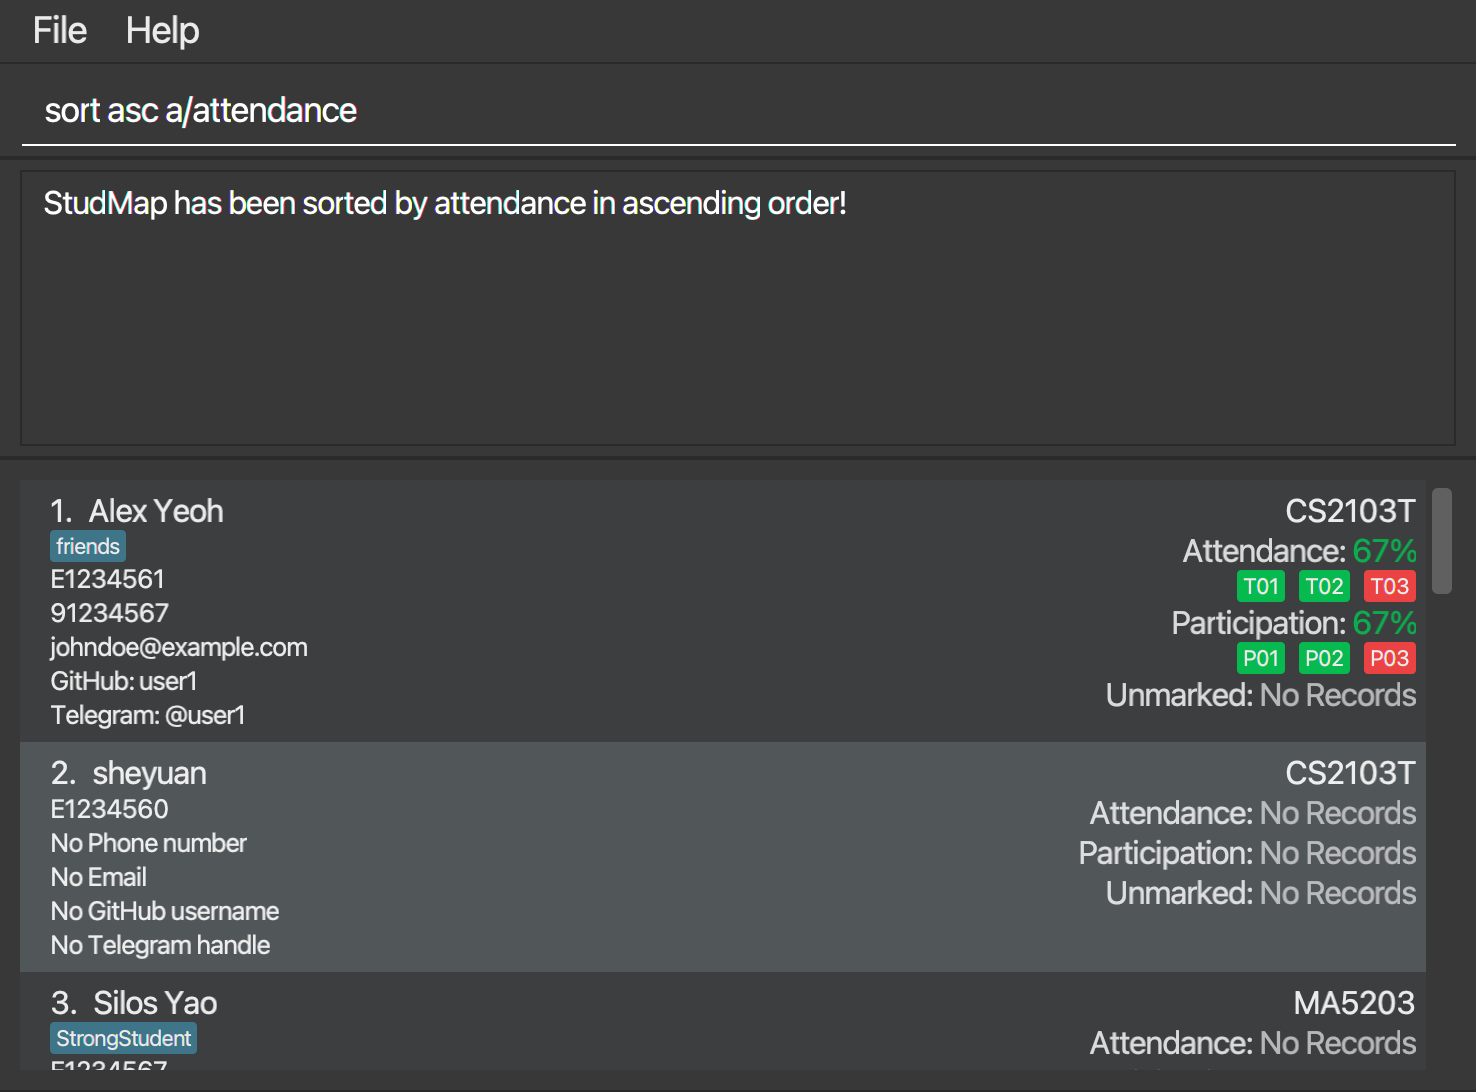 File Help
sort asc a/attendance
StudMap has been sorted by attendance in ascending order!
1. Alex Yeoh
friends
E1234561
91234567
johndoe@example.com
GitHub: user1
Telegram: @user1
CS2103T
Attendance: 67%
T01 T02 T03
Participation: 67%
P01 P02 P03
Unmarked: No Records
2. sheyuan
E1234560
No Phone number
No Email
No GitHub username
No Telegram handle
CS2103T
Attendance: No Records
Participation: No Records
Unmarked: No Records
3. Silos Yao
StrongStudent
E1234567
MA5203
Attendance: No Records